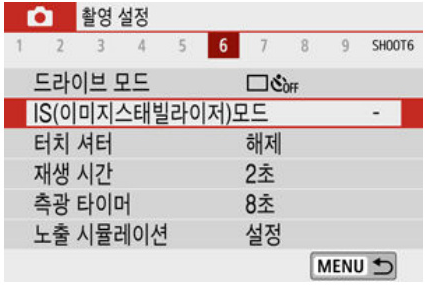 촬영 설정
1 2 3 4 5 6 7 8 9 SHOOT6
드라이브 모드 OFF
IS(이미지스태빌라이저)모드 -
터치 셔터 해제
재생 시간 2초
측광 타이머 8초
노출 시뮬레이션 설정
MENU